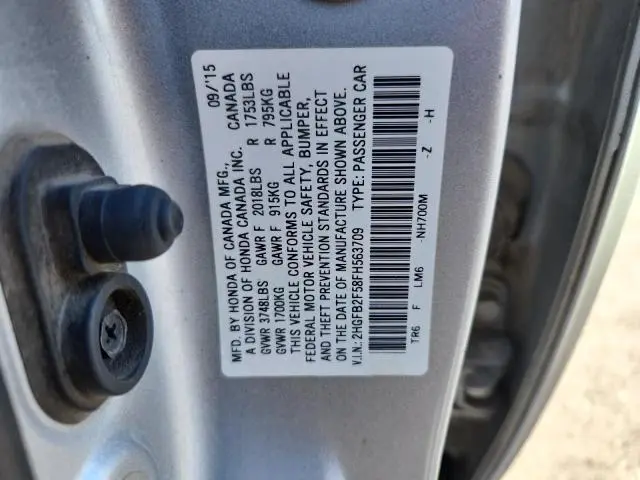 MFD. BY HONDA OF CANADA MFG., 09/'15
A DIVISION OF HONDA CANADA INC. CANADA
GVWR 3748LBS GAWR F 2018LBS R 1753LBS
GVWR 1700KG GAWR F 915KG R 795KG
THIS VEHICLE CONFORMS TO ALL APPLICABLE
FEDERAL MOTOR VEHICLE SAFETY, BUMPER,
AND THEFT PREVENTION STANDARDS IN EFFECT
ON THE DATE OF MANUFACTURE SHOWN ABOVE.
V.I.N.: 2HGFB2F58FH563709 TYPE: PASSENGER CAR
TR6 F LM6 -NH700M -Z -H